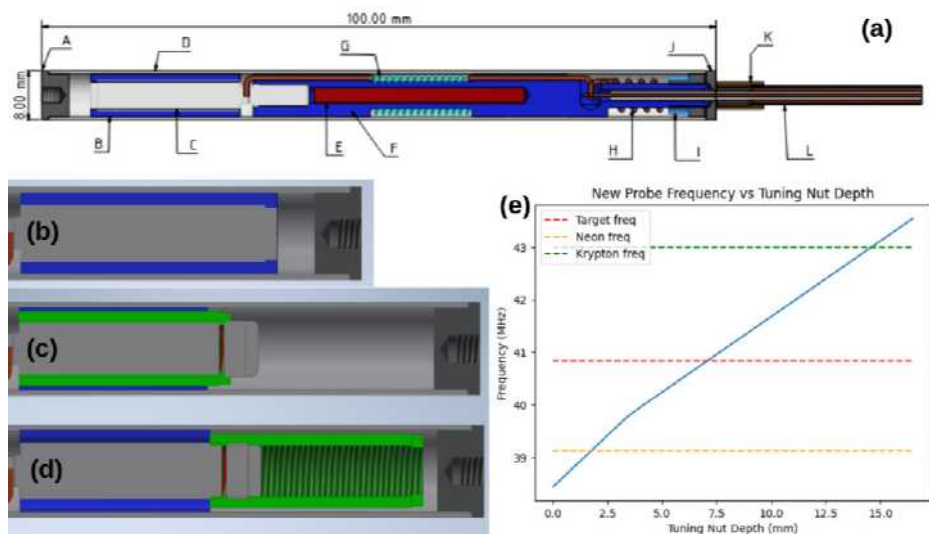 100.00 mm
(a)
A
D
G
J
K
8.00 mm
B
C
E
F
H
I
L
(b)
(c)
(d)
(e)
New Probe Frequency vs Tuning Nut Depth
Target freq
Neon freq
Krypton freq
Frequency (MHz)
43
42
41
40
39
0.0 2.5 5.0 7.5 10.0 12.5 15.0
Tuning Nut Depth (mm)